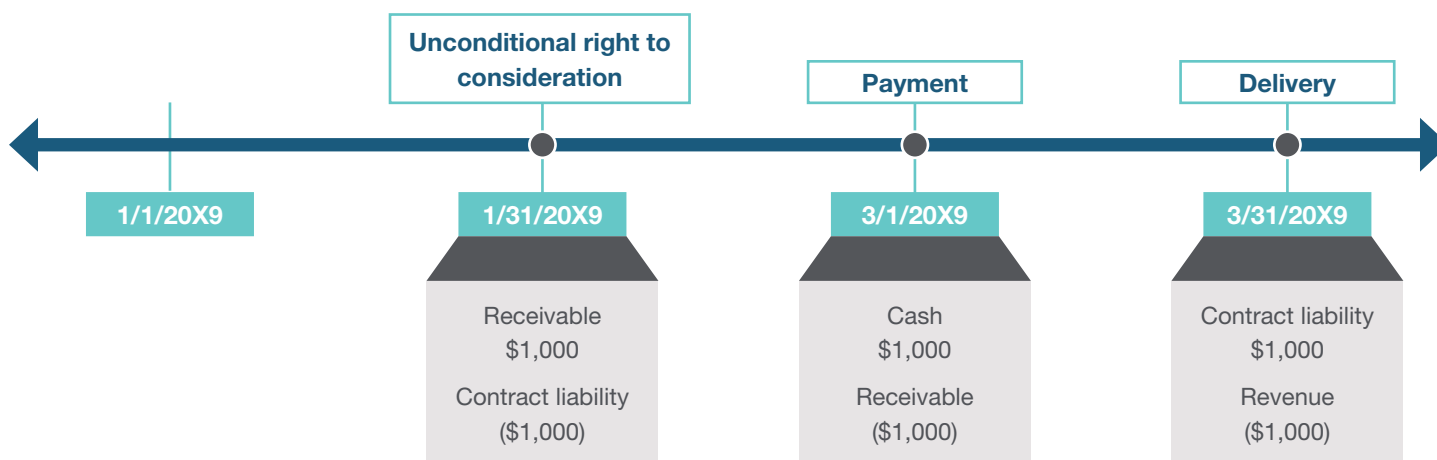 Unconditional right to
consideration
Payment
Delivery
1/1/20X9
1/31/20X9
3/1/20X9
3/31/20X9
Receivable
$1,000
Contract liability
($1,000)
Cash
$1,000
Receivable
($1,000)
Contract liability
$1,000
Revenue
($1,000)